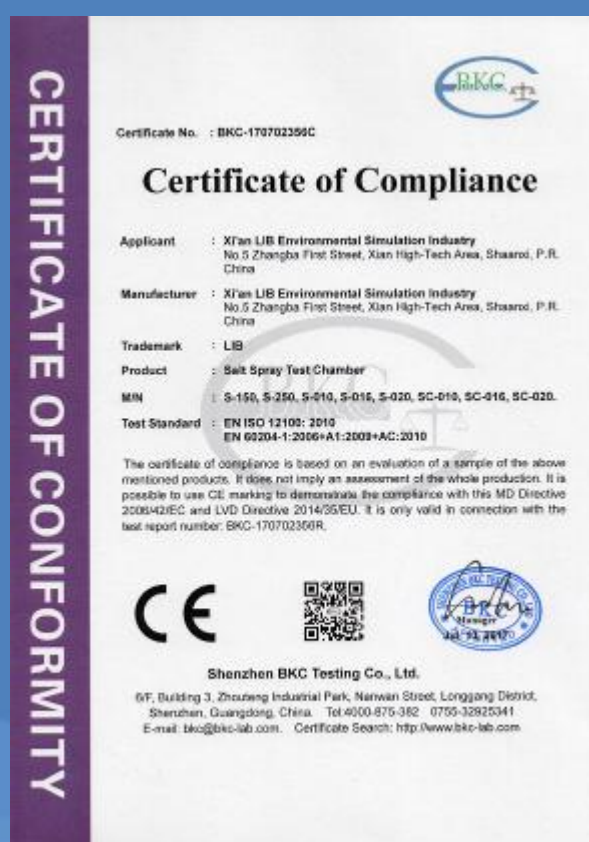 CERTIFICATE OF CONFORMITY
BKC
Certificate No. : BKC-170702356C
Certificate of Compliance
Applicant : Xi'an LIB Environmental Simulation Industry
No.5 Zhangba First Street, Xian High-Tech Area, Shaanxi, P.R.
China
Manufacturer : Xi'an LIB Environmental Simulation Industry
No.5 Zhangba First Street, Xian High-Tech Area, Shaanxi, P.R.
China
Trademark : LIB
Product : Salt Spray Test Chamber
M/N : S-150, S-250, S-010, S-016, S-020, SC-010, SC-016, SC-020.
Test Standard : EN ISO 12100: 2010
EN 60204-1:2006+A1:2009+AC:2010
The certificate of compliance is based on an evaluation of a sample of the above
mentioned products. It does not imply an assessment of the whole production. It is
possible to use CE marking to demonstrate the compliance with this MD Directive
2006/42/EC and LVD Directive 2014/35/EU. It is only valid in connection with the
test report number: BKC-170702356R.
CE
BKC
Manager
Jul. 10, 2017
Shenzhen BKC Testing Co., Ltd.
6/F, Building 3, Zhouteng Industrial Park, Nanwan Street, Longgang District,
Shenzhen, Guangdong, China. Tel:4000-875-382 0755-32925341
E-mail: bkc@bkc-lab.com. Certificate Search: http://www.bkc-lab.com